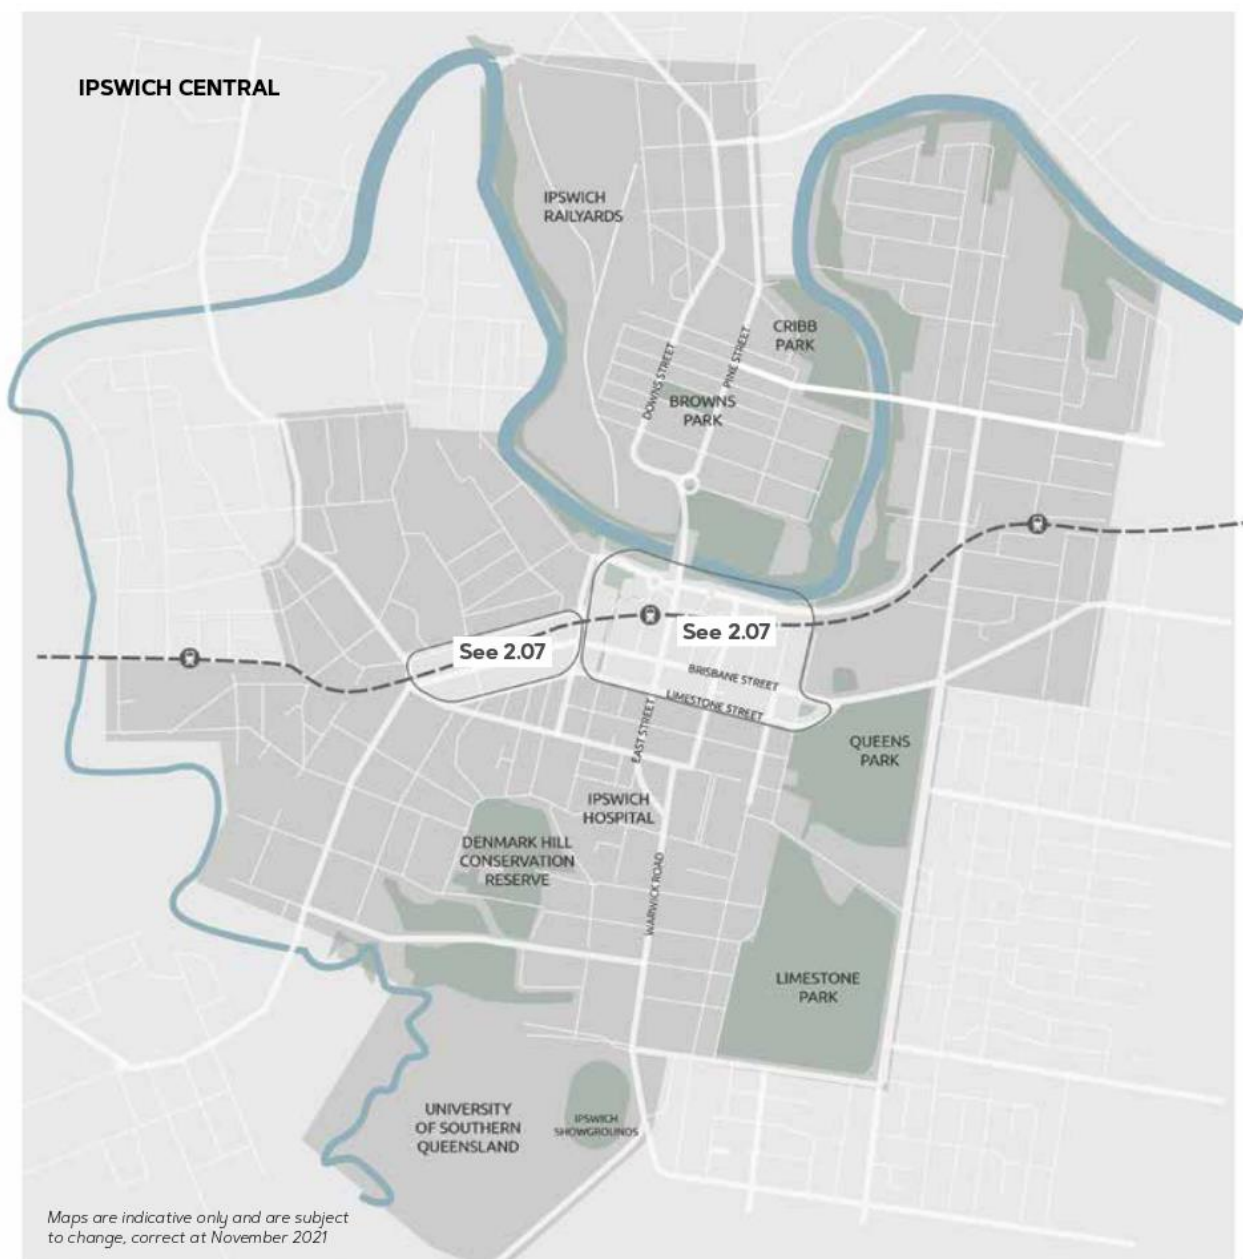 IPSWICH CENTRAL
IPSWICH
RAILYARDS
CRIBB
PARK
DOWNS STREET
PINE STREET
BROWNS
PARK
See 2.07
See 2.07
BRISBANE STREET
LIMESTONE STREET
EAST STREET
QUEENS
PARK
IPSWICH
HOSPITAL
DENMARK HILL
CONSERVATION
RESERVE
WARWICK ROAD
LIMESTONE
PARK
UNIVERSITY
OF SOUTHERN
QUEENSLAND
IPSWICH
SHOWGROUNDS
Maps are indicative only and are subject
to change, correct at November 2021